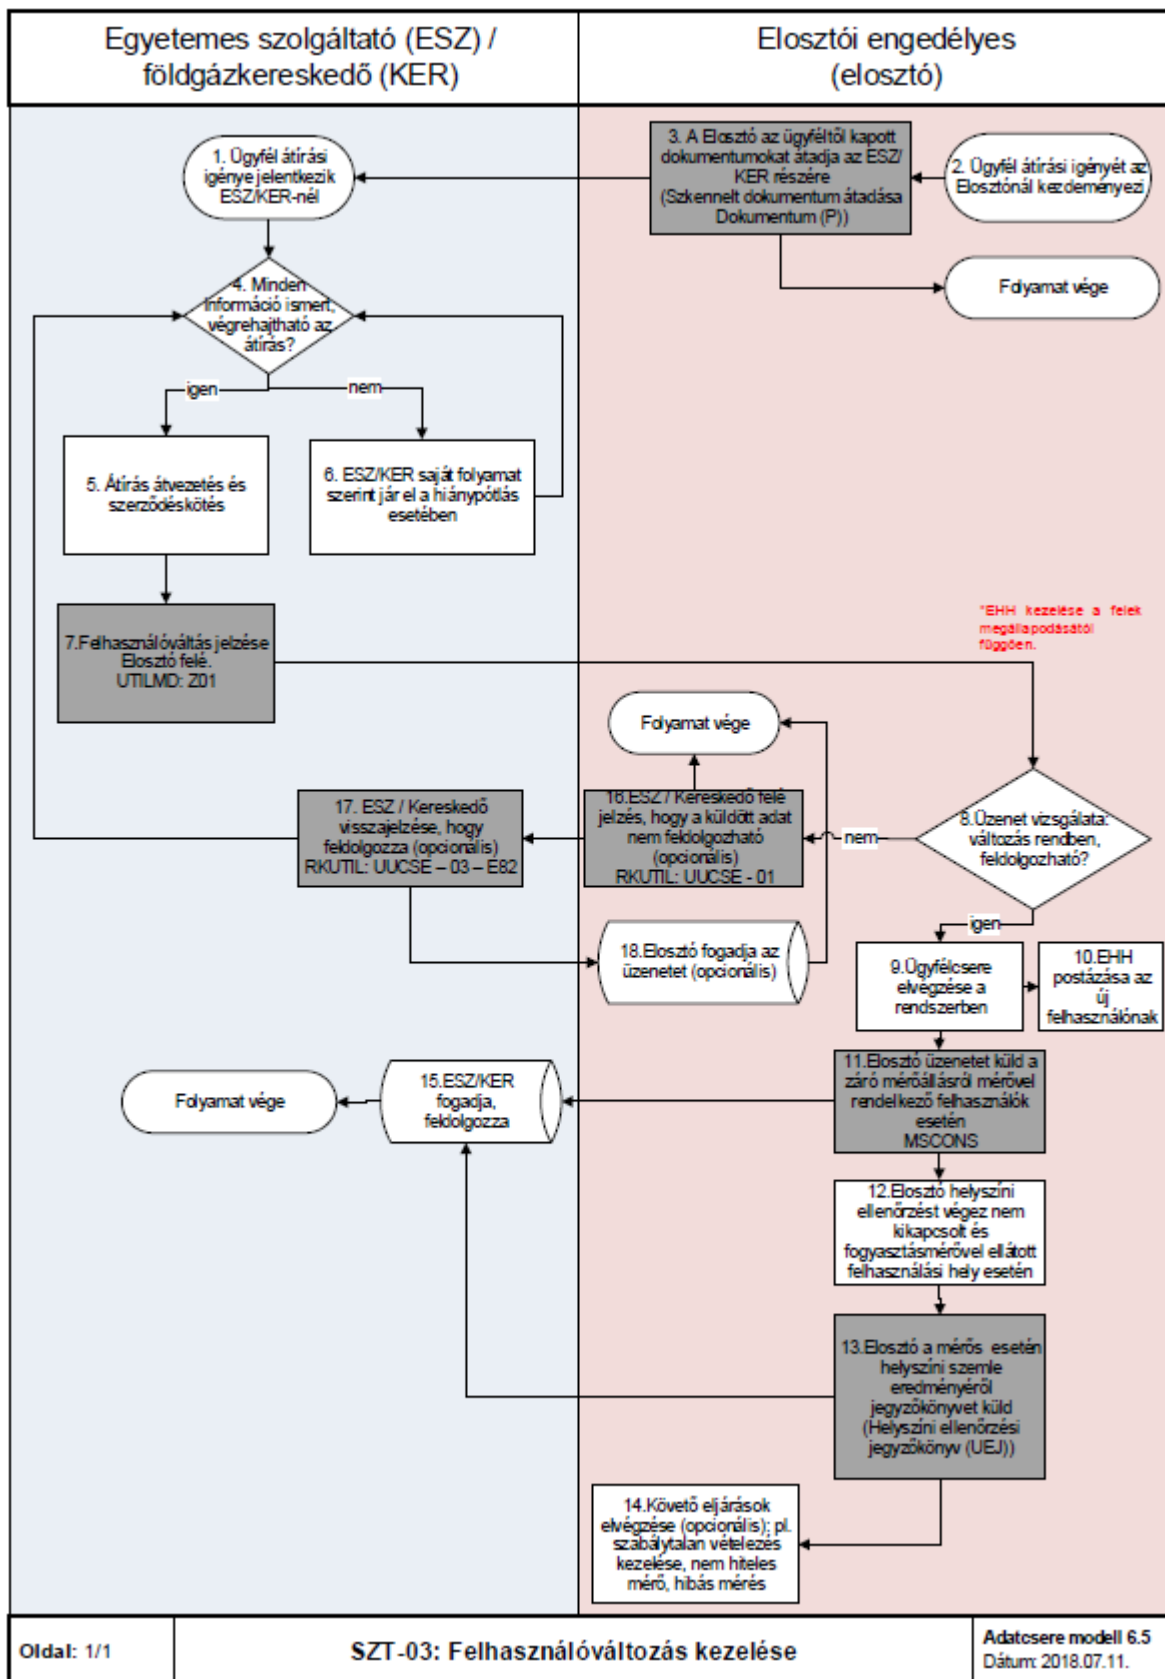 Egyetemes szolgáltató (ESZ) /
földgázkereskedő (KER)
Elosztói engedélyes
(elosztó)
1. Ügyfél átírási
igénye jelentkezik
ESZ/KER-nél
3. A Elosztó az ügyféltől kapott
dokumentumokat átadja az ESZ/
KER részére
(Szkennelt dokumentum átadása
Dokumentum (P))
2. Ügyfél átírási igényét az
Elosztónál kezdeményezi
Folyamat vége
4. Minden
információ ismert,
végrehajtható az
átírás?
igen
nem
5. Átírás átvezetés és
szerződéskötés
6. ESZ/KER saját folyamat
szerint jár el a hiánypótlás
esetében
7.Felhasználóváltás jelzése
Elosztó felé.
UTILMD: Z01
*EHH kezelése a felek
megállapodásától
függően.
Folyamat vége
8.Üzenet vizsgálata:
változás rendben,
feldolgozható?
nem
igen
16.ESZ / Kereskedő felé
jelzés, hogy a küldött adat
nem feldolgozható
(opcionális)
RKUTIL: UUCSE - 01
17. ESZ / Kereskedő
visszajelzése, hogy
feldolgozza (opcionális)
RKUTIL: UUCSE – 03 – E82
18.Elosztó fogadja az
üzenetet (opcionális)
9.Ügyfélcsere
elvégzése a
rendszerben
10.EHH
postázása az
új
felhasználónak
11.Elosztó üzenetet küld a
záró mérőállásról mérővel
rendelkező felhasználók
esetén
MSCONS
15.ESZ/KER
fogadja,
feldolgozza
Folyamat vége
12.Elosztó helyszíni
ellenőrzést végez nem
kikapcsolt és
fogyasztásmérővel ellátott
felhasználási hely esetén
13.Elosztó a mérős esetén
helyszíni szemle
eredményéről
jegyzőkönyvet küld
(Helyszíni ellenőrzési
jegyzőkönyv (UEJ))
14.Követő eljárások
elvégzése (opcionális); pl.
szabálytalan vételezés
kezelése, nem hiteles
mérő, hibás mérés
Oldal: 1/1
SZT-03: Felhasználóváltozás kezelése
Adatcsere modell 6.5
Dátum: 2018.07.11.